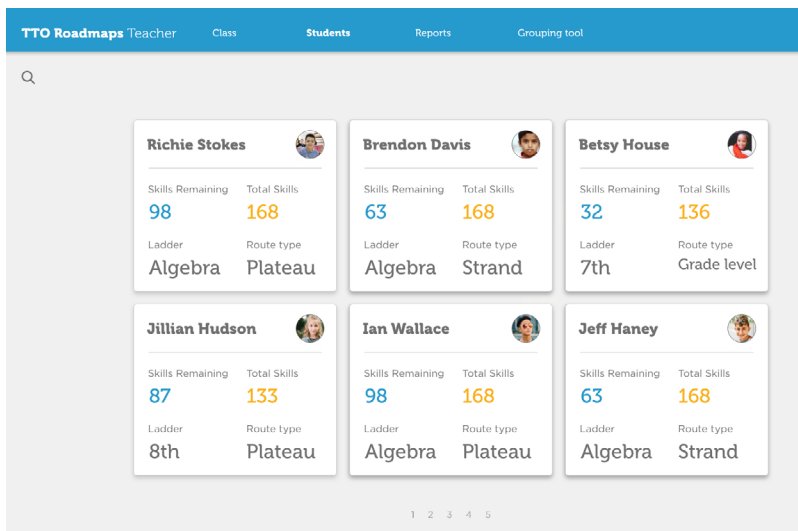 TTO Roadmaps Teacher Class Students Reports Grouping tool
Richie Stokes
Skills Remaining Total Skills
98 168
Ladder Route type
Algebra Plateau
Brendon Davis
Skills Remaining Total Skills
63 168
Ladder Route type
Algebra Strand
Betsy House
Skills Remaining Total Skills
32 136
Ladder Route type
7th Grade level
Jillian Hudson
Skills Remaining Total Skills
87 133
Ladder Route type
8th Plateau
Ian Wallace
Skills Remaining Total Skills
98 168
Ladder Route type
Algebra Plateau
Jeff Haney
Skills Remaining Total Skills
63 168
Ladder Route type
Algebra Strand
1 2 3 4 5